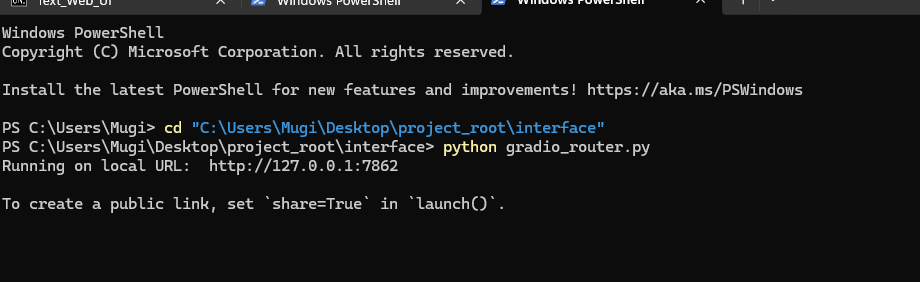 Text_Web_UI
Windows PowerShell
Windows PowerShell
Windows PowerShell
Copyright (C) Microsoft Corporation. All rights reserved.
Install the latest PowerShell for new features and improvements! https://aka.ms/PSWindows
PS C:\Users\Mugi> cd "C:\Users\Mugi\Desktop\project_root\interface"
PS C:\Users\Mugi\Desktop\project_root\interface> python gradio_router.py
Running on local URL:  http://127.0.0.1:7862
To create a public link, set `share=True` in `launch()`.